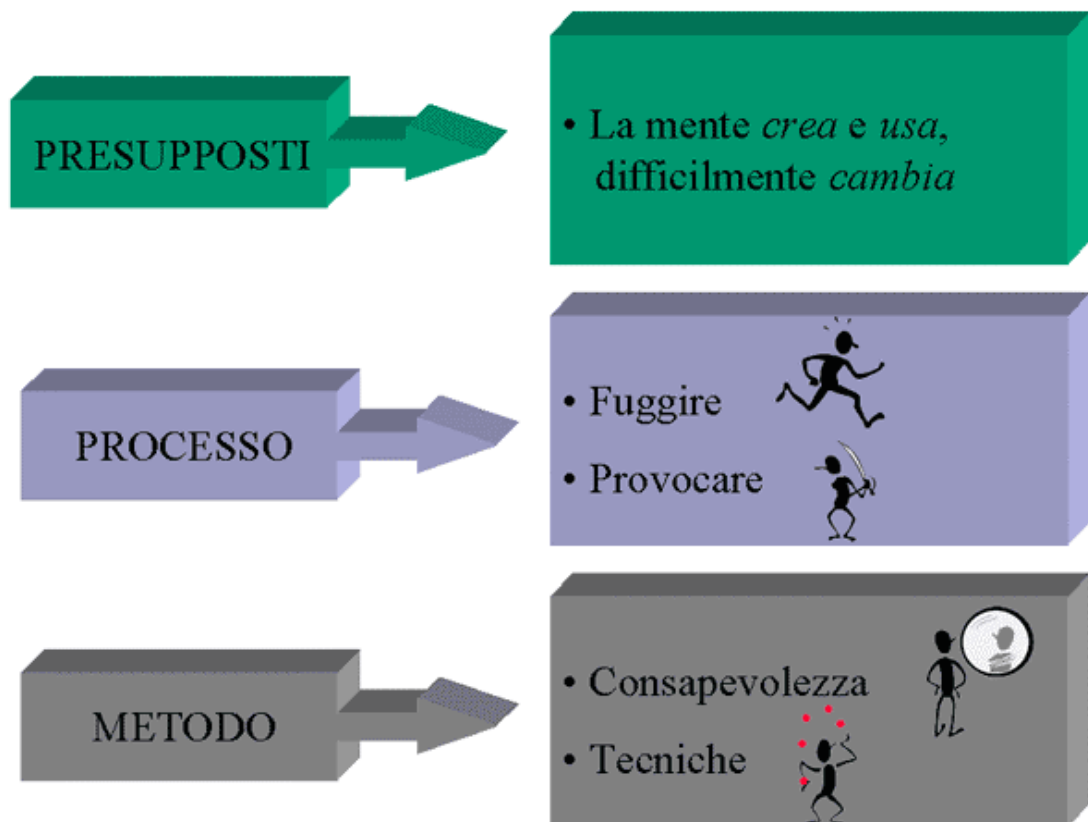 PRESUPPOSTI
• La mente crea e usa,
difficilmente cambia
PROCESSO
• Fuggire
• Provocare
METODO
• Consapevolezza
• Tecniche